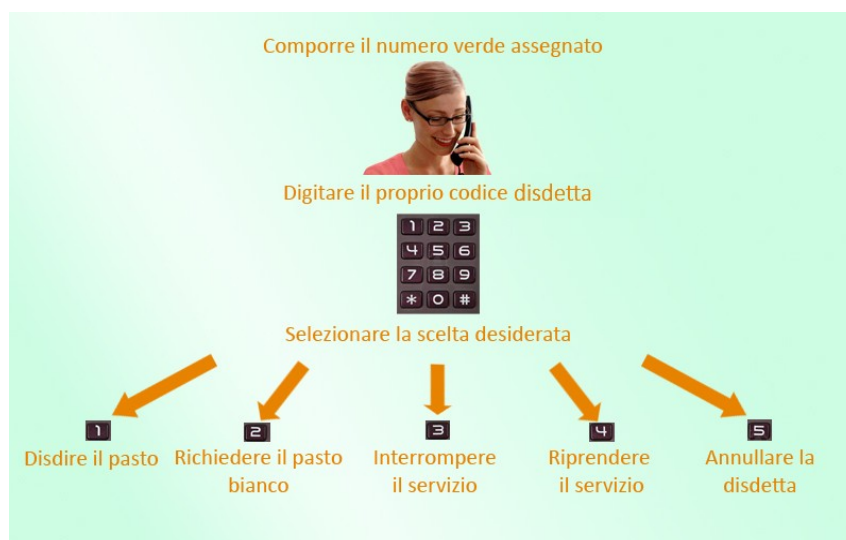 Comporre il numero verde assegnato
Digitare il proprio codice disdetta
1 2 3
4 5 6
7 8 9
* 0 #
Selezionare la scelta desiderata
1 2 3 4 5
Disdire il pasto
Richiedere il pasto
bianco
Interrompere
il servizio
Riprendere
il servizio
Annullare la
disdetta